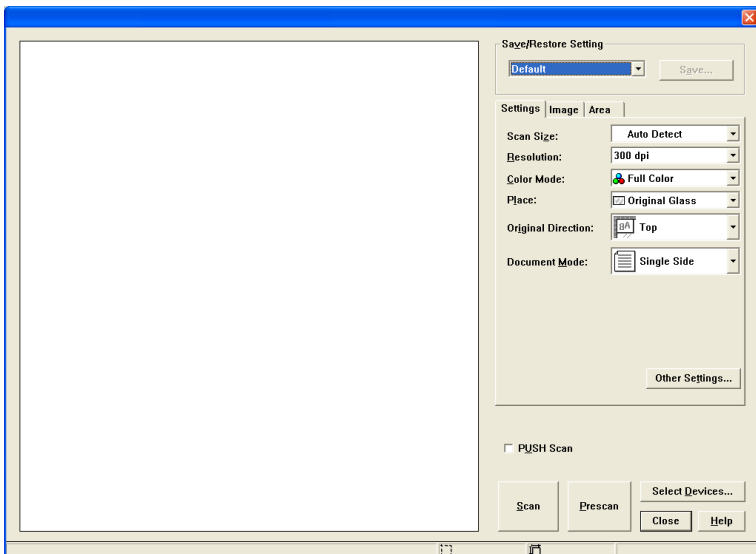 Save/Restore Setting
Default
Save...
Settings
Image
Area
Scan Size:
Auto Detect
Resolution:
300 dpi
Color Mode:
Full Color
Place:
Original Glass
Original Direction:
Top
Document Mode:
Single Side
Other Settings...
PUSH Scan
Scan
Prescan
Select Devices...
Close
Help